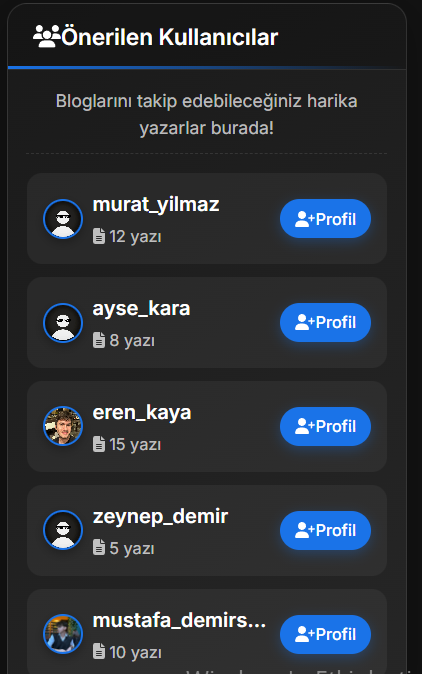 Önerilen Kullanıcılar
Bloglarını takip edebileceğiniz harika
yazarlar burada!
murat_yilmaz
12 yazı
Profil
ayse_kara
8 yazı
Profil
eren_kaya
15 yazı
Profil
zeynep_demir
5 yazı
Profil
mustafa_demirs...
10 yazı
Profil